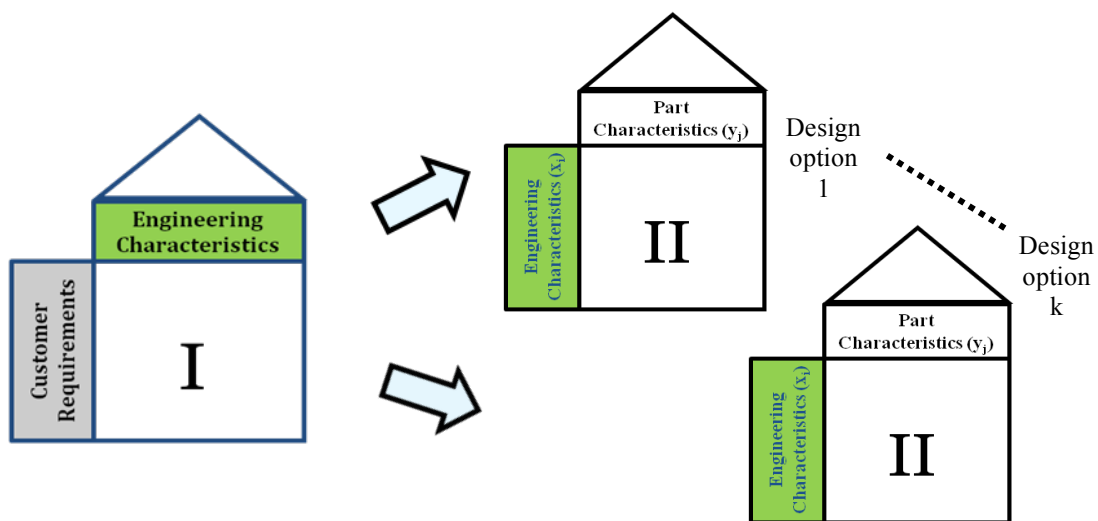 Engineering
Characteristics
Customer
Requirements
I
Part
Characteristics (yj)
Engineering
Characteristics (xi)
II
Design
option
1
Design
option
k
Part
Characteristics (yj)
Engineering
Characteristics (xi)
II